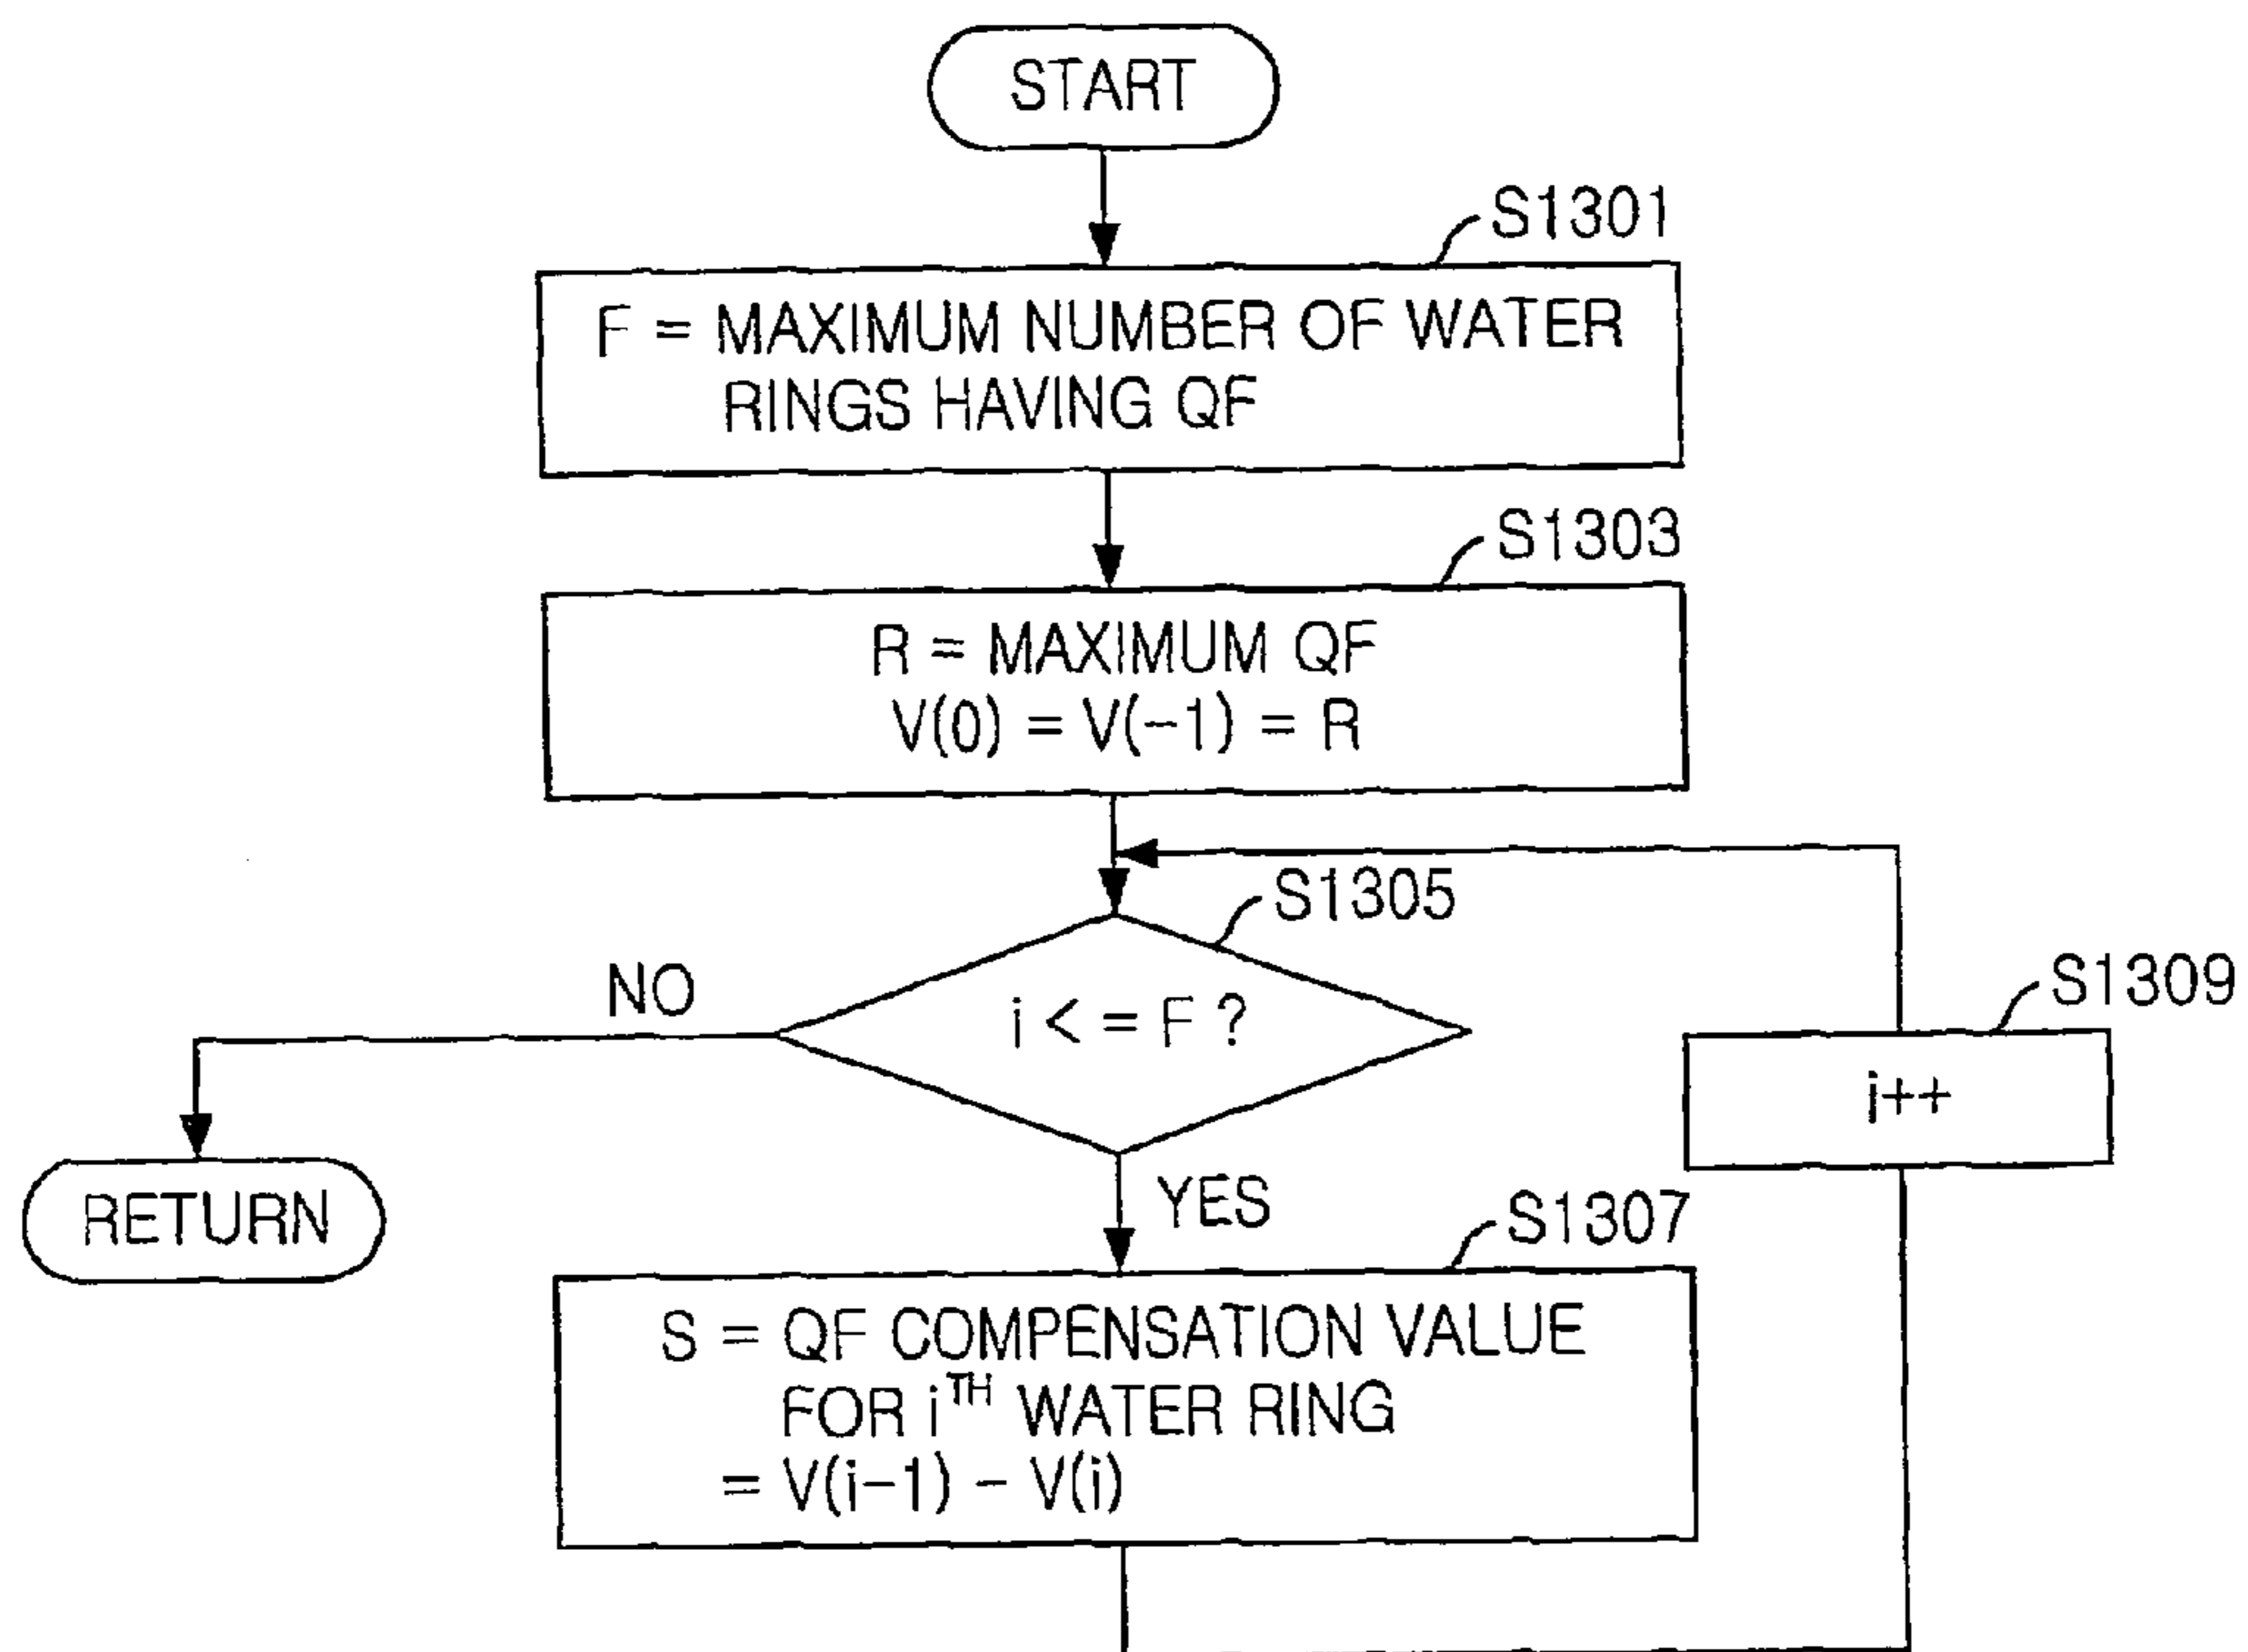 START
S1301
F = MAXIMUM NUMBER OF WATER
RINGS HAVING QF
S1303
R = MAXIMUM QF
V(0) = V(-1) = R
S1305
NO
i < = F ?
S1309
i++
RETURN
YES
S1307
S = QF COMPENSATION VALUE
FOR i^TH WATER RING
= V(i-1) - V(i)